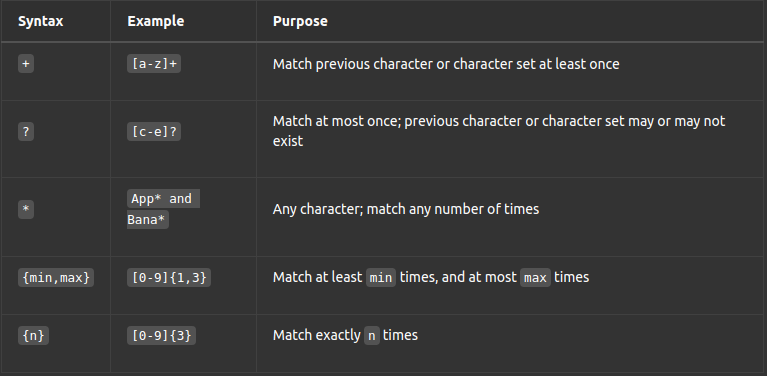 Syntax Example Purpose
+ [a-z]+ Match previous character or character set at least once
? [c-e]? Match at most once; previous character or character set may or may not
exist
* App* and
Bana* Any character; match any number of times
{min,max} [0-9]{1,3} Match at least min times, and at most max times
{n} [0-9]{3} Match exactly n times